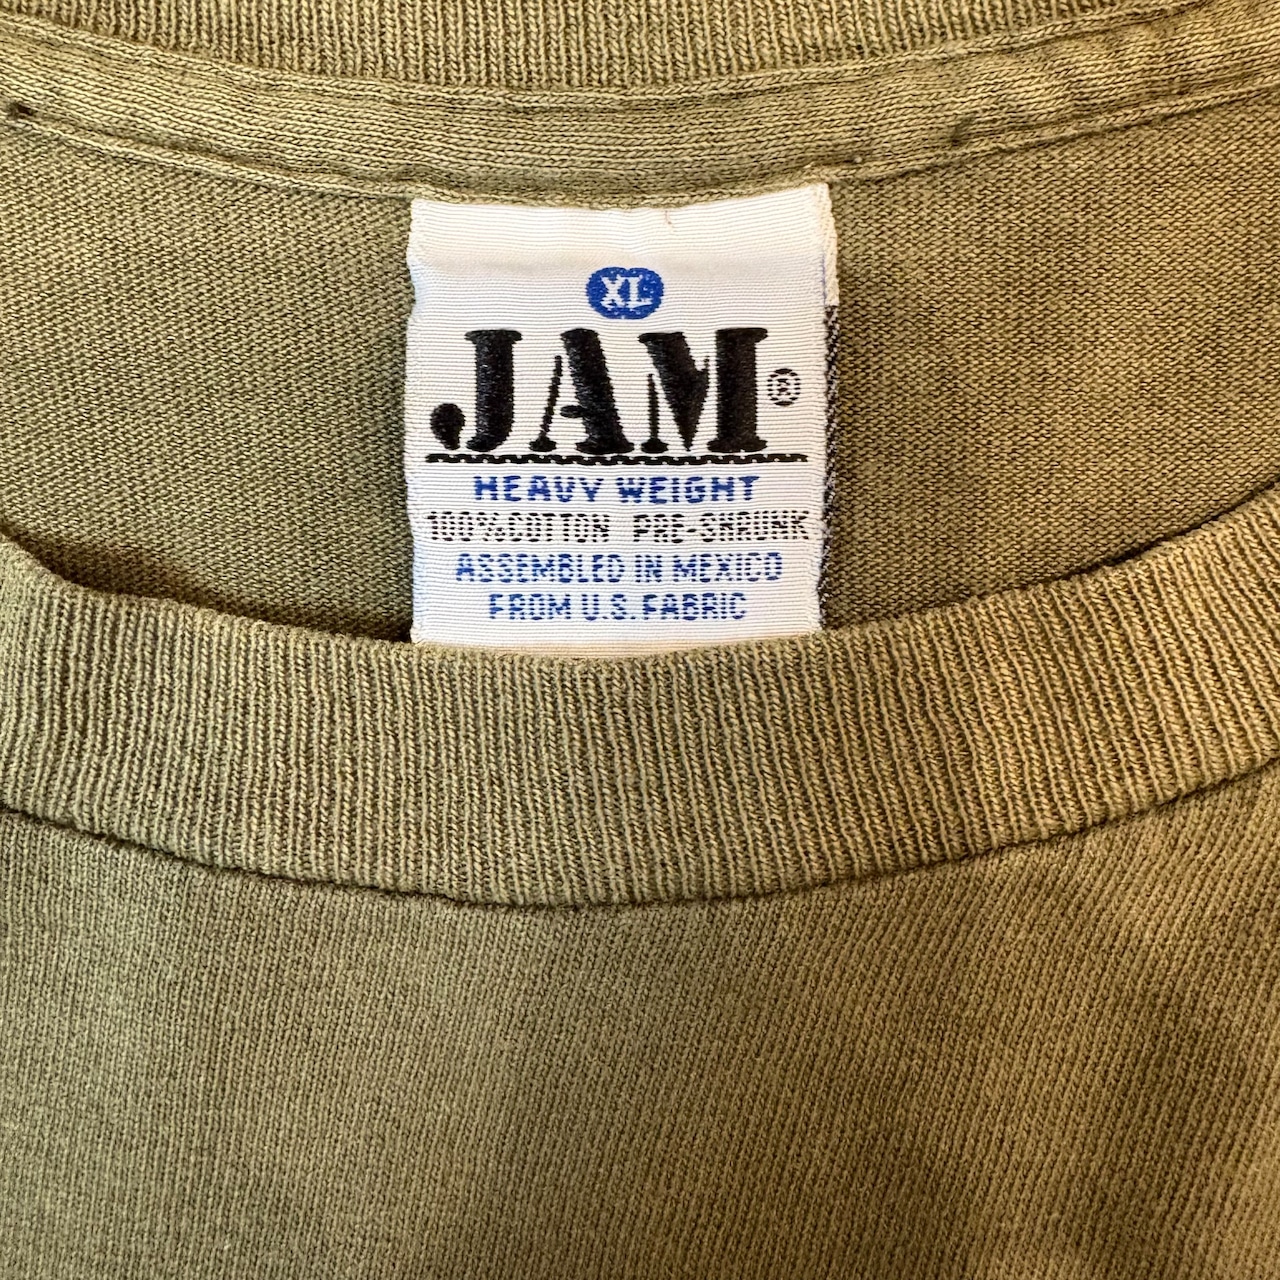 XL
JAM®
HEAVY WEIGHT
100% COTTON PRE-SHRUNK
ASSEMBLED IN MEXICO
FROM U.S. FABRIC